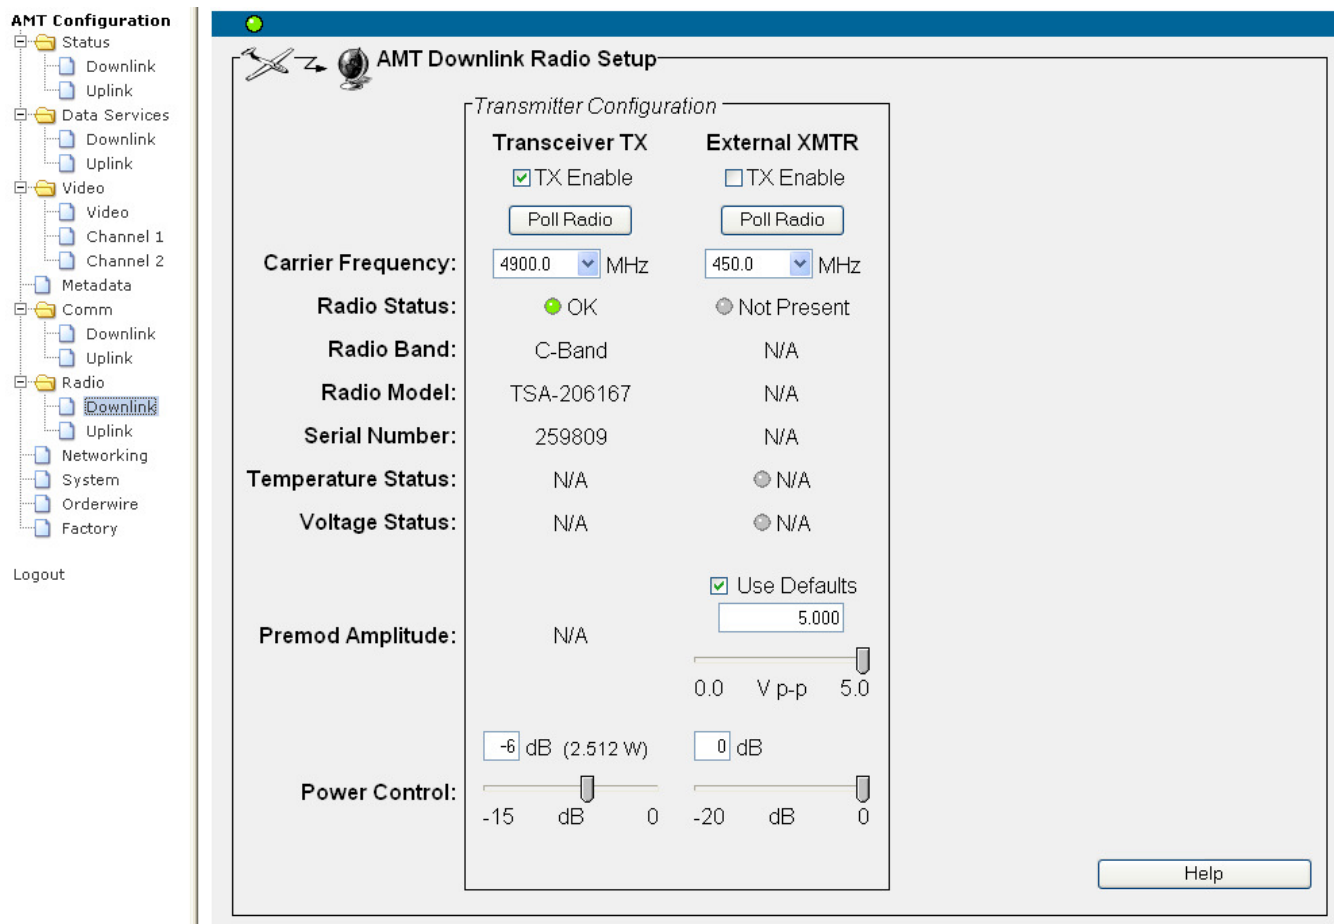 AMT Configuration
Status
Downlink
Uplink
Data Services
Downlink
Uplink
Video
Video
Channel 1
Channel 2
Metadata
Comm
Downlink
Uplink
Radio
Downlink
Uplink
Networking
System
Orderwire
Factory
Logout
AMT Downlink Radio Setup
Transmitter Configuration
Transceiver TX External XMTR
TX Enable TX Enable
Poll Radio Poll Radio
Carrier Frequency: 4900.0 MHz 450.0 MHz
Radio Status: OK Not Present
Radio Band: C-Band N/A
Radio Model: TSA-206167 N/A
Serial Number: 259809 N/A
Temperature Status: N/A N/A
Voltage Status: N/A N/A
Use Defaults
5.000
Premod Amplitude: N/A
0.0 V p-p 5.0
-6 dB (2.512 W) 0 dB
Power Control:
-15 dB 0 -20 dB 0
Help